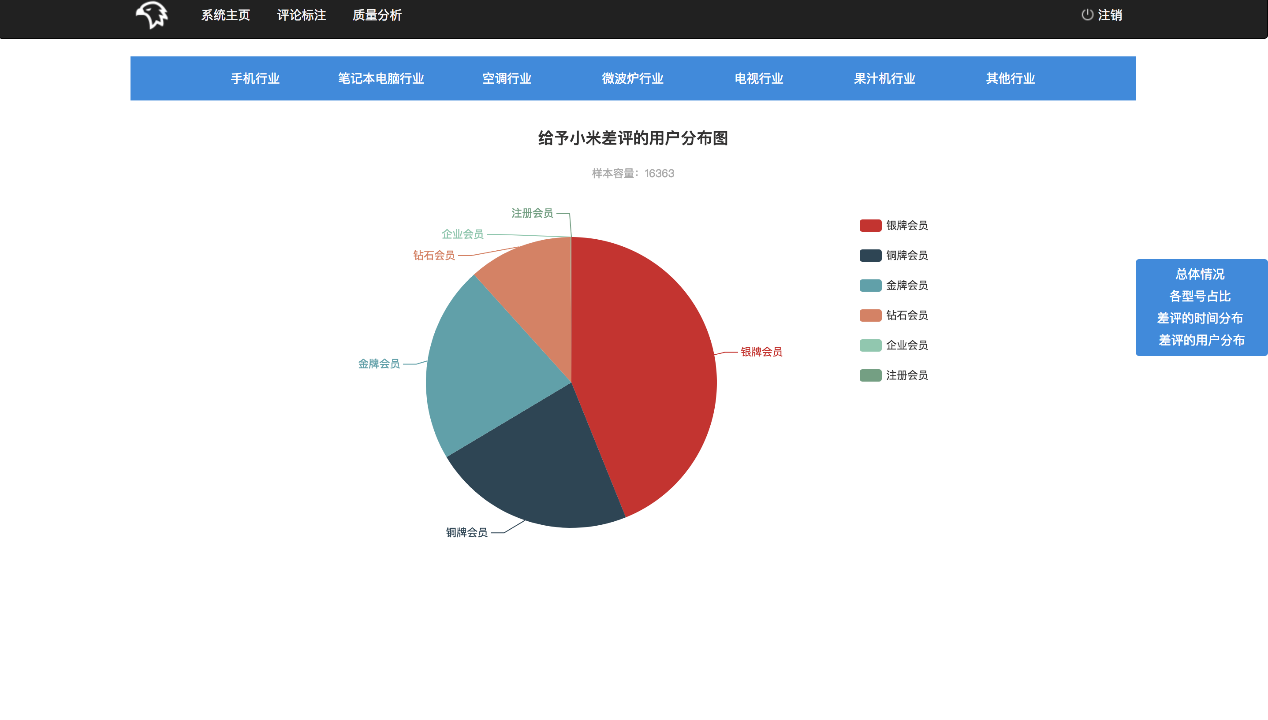 系统主页 评论标注 质量分析 注销
手机行业 笔记本电脑行业 空调行业 微波炉行业 电视行业 果汁机行业 其他行业
给予小米差评的用户分布图
样本容量：16363
注册会员
企业会员
钻石会员
金牌会员
银牌会员
铜牌会员
银牌会员
铜牌会员
金牌会员
钻石会员
企业会员
注册会员
总体情况
各型号占比
差评的时间分布
差评的用户分布